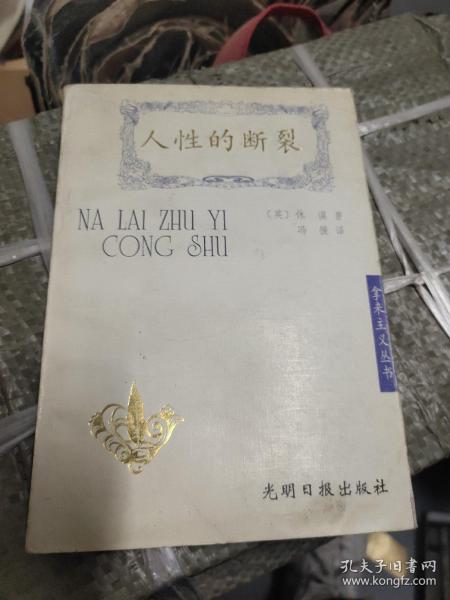 人性的断裂
NA LAI ZHU YI
CONG SHU
〔英〕休谟 著
冯援 译
拿来主义丛书
光明日报出版社
孔夫子旧书网
www.kongfz.com